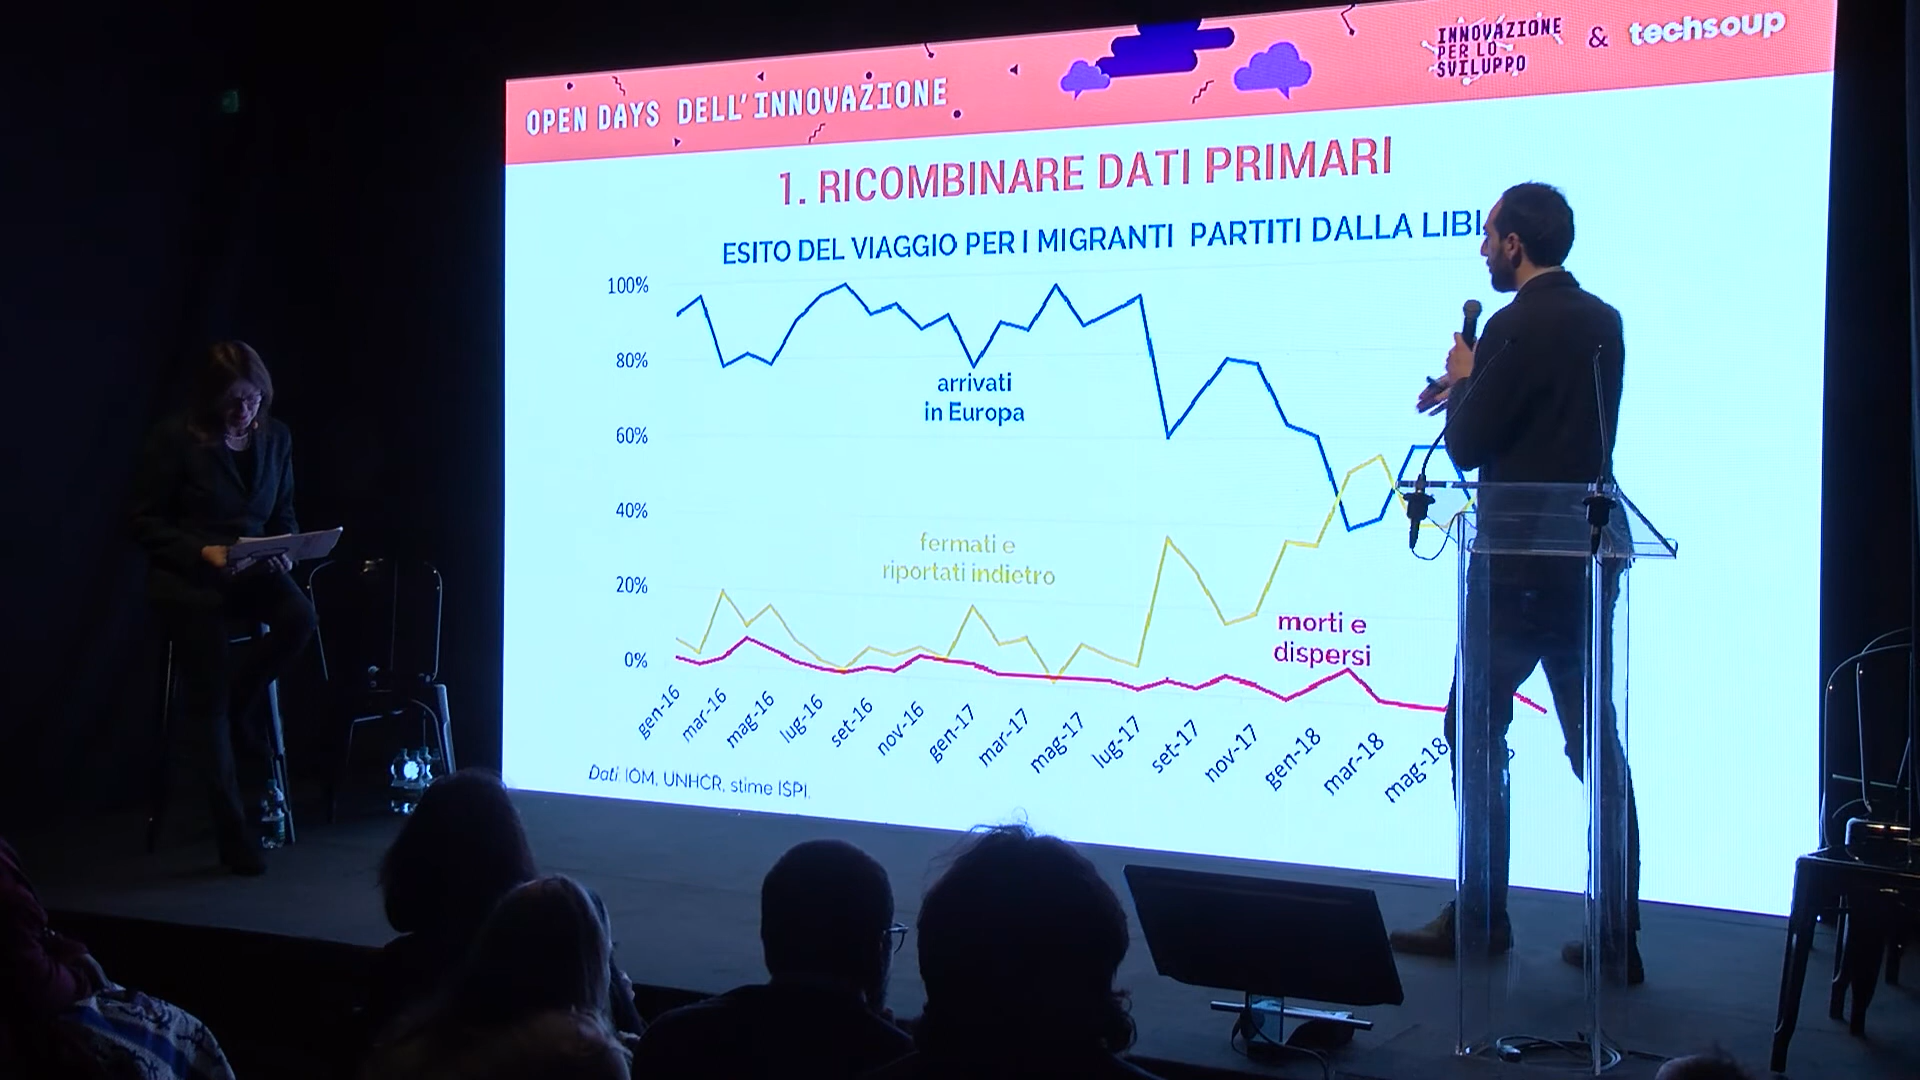 OPEN DAYS DELL'INNOVAZIONE
INNOVAZIONE
PER LO
SVILUPPO
& techsoup
1. RICOMBINARE DATI PRIMARI
ESITO DEL VIAGGIO PER I MIGRANTI PARTITI DALLA LIBI
100%
80%
60%
40%
20%
0%
arrivati
in Europa
fermati e
riportati indietro
morti e
dispersi
gen-16
mar-16
mag-16
lug-16
set-16
nov-16
gen-17
mar-17
mag-17
lug-17
set-17
nov-17
gen-18
mar-18
mag-18
Dati: IOM, UNHCR, stime ISPI.